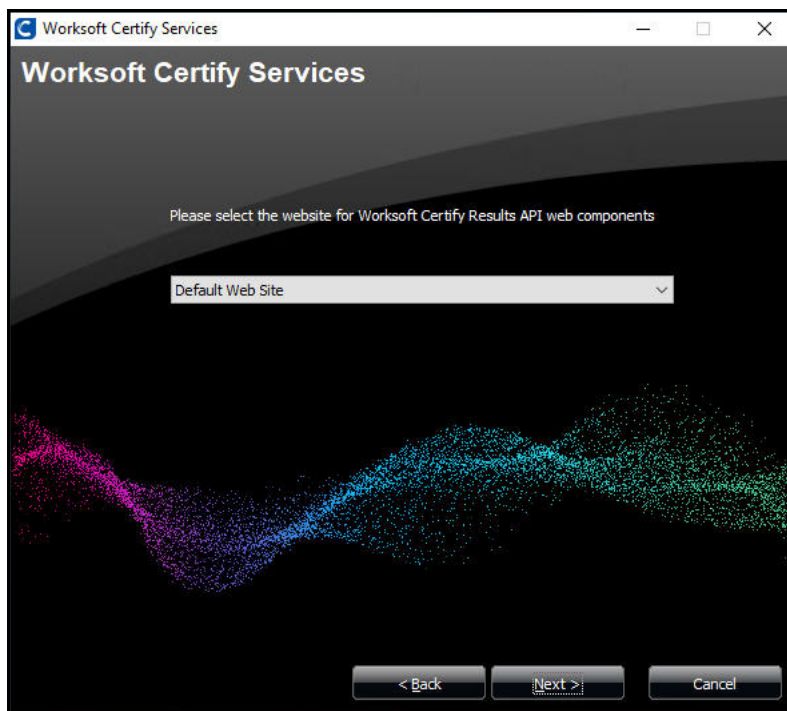 Worksoft Certify Services
Worksoft Certify Services
Please select the website for Worksoft Certify Results API web components
Default Web Site
< Back
Next >
Cancel